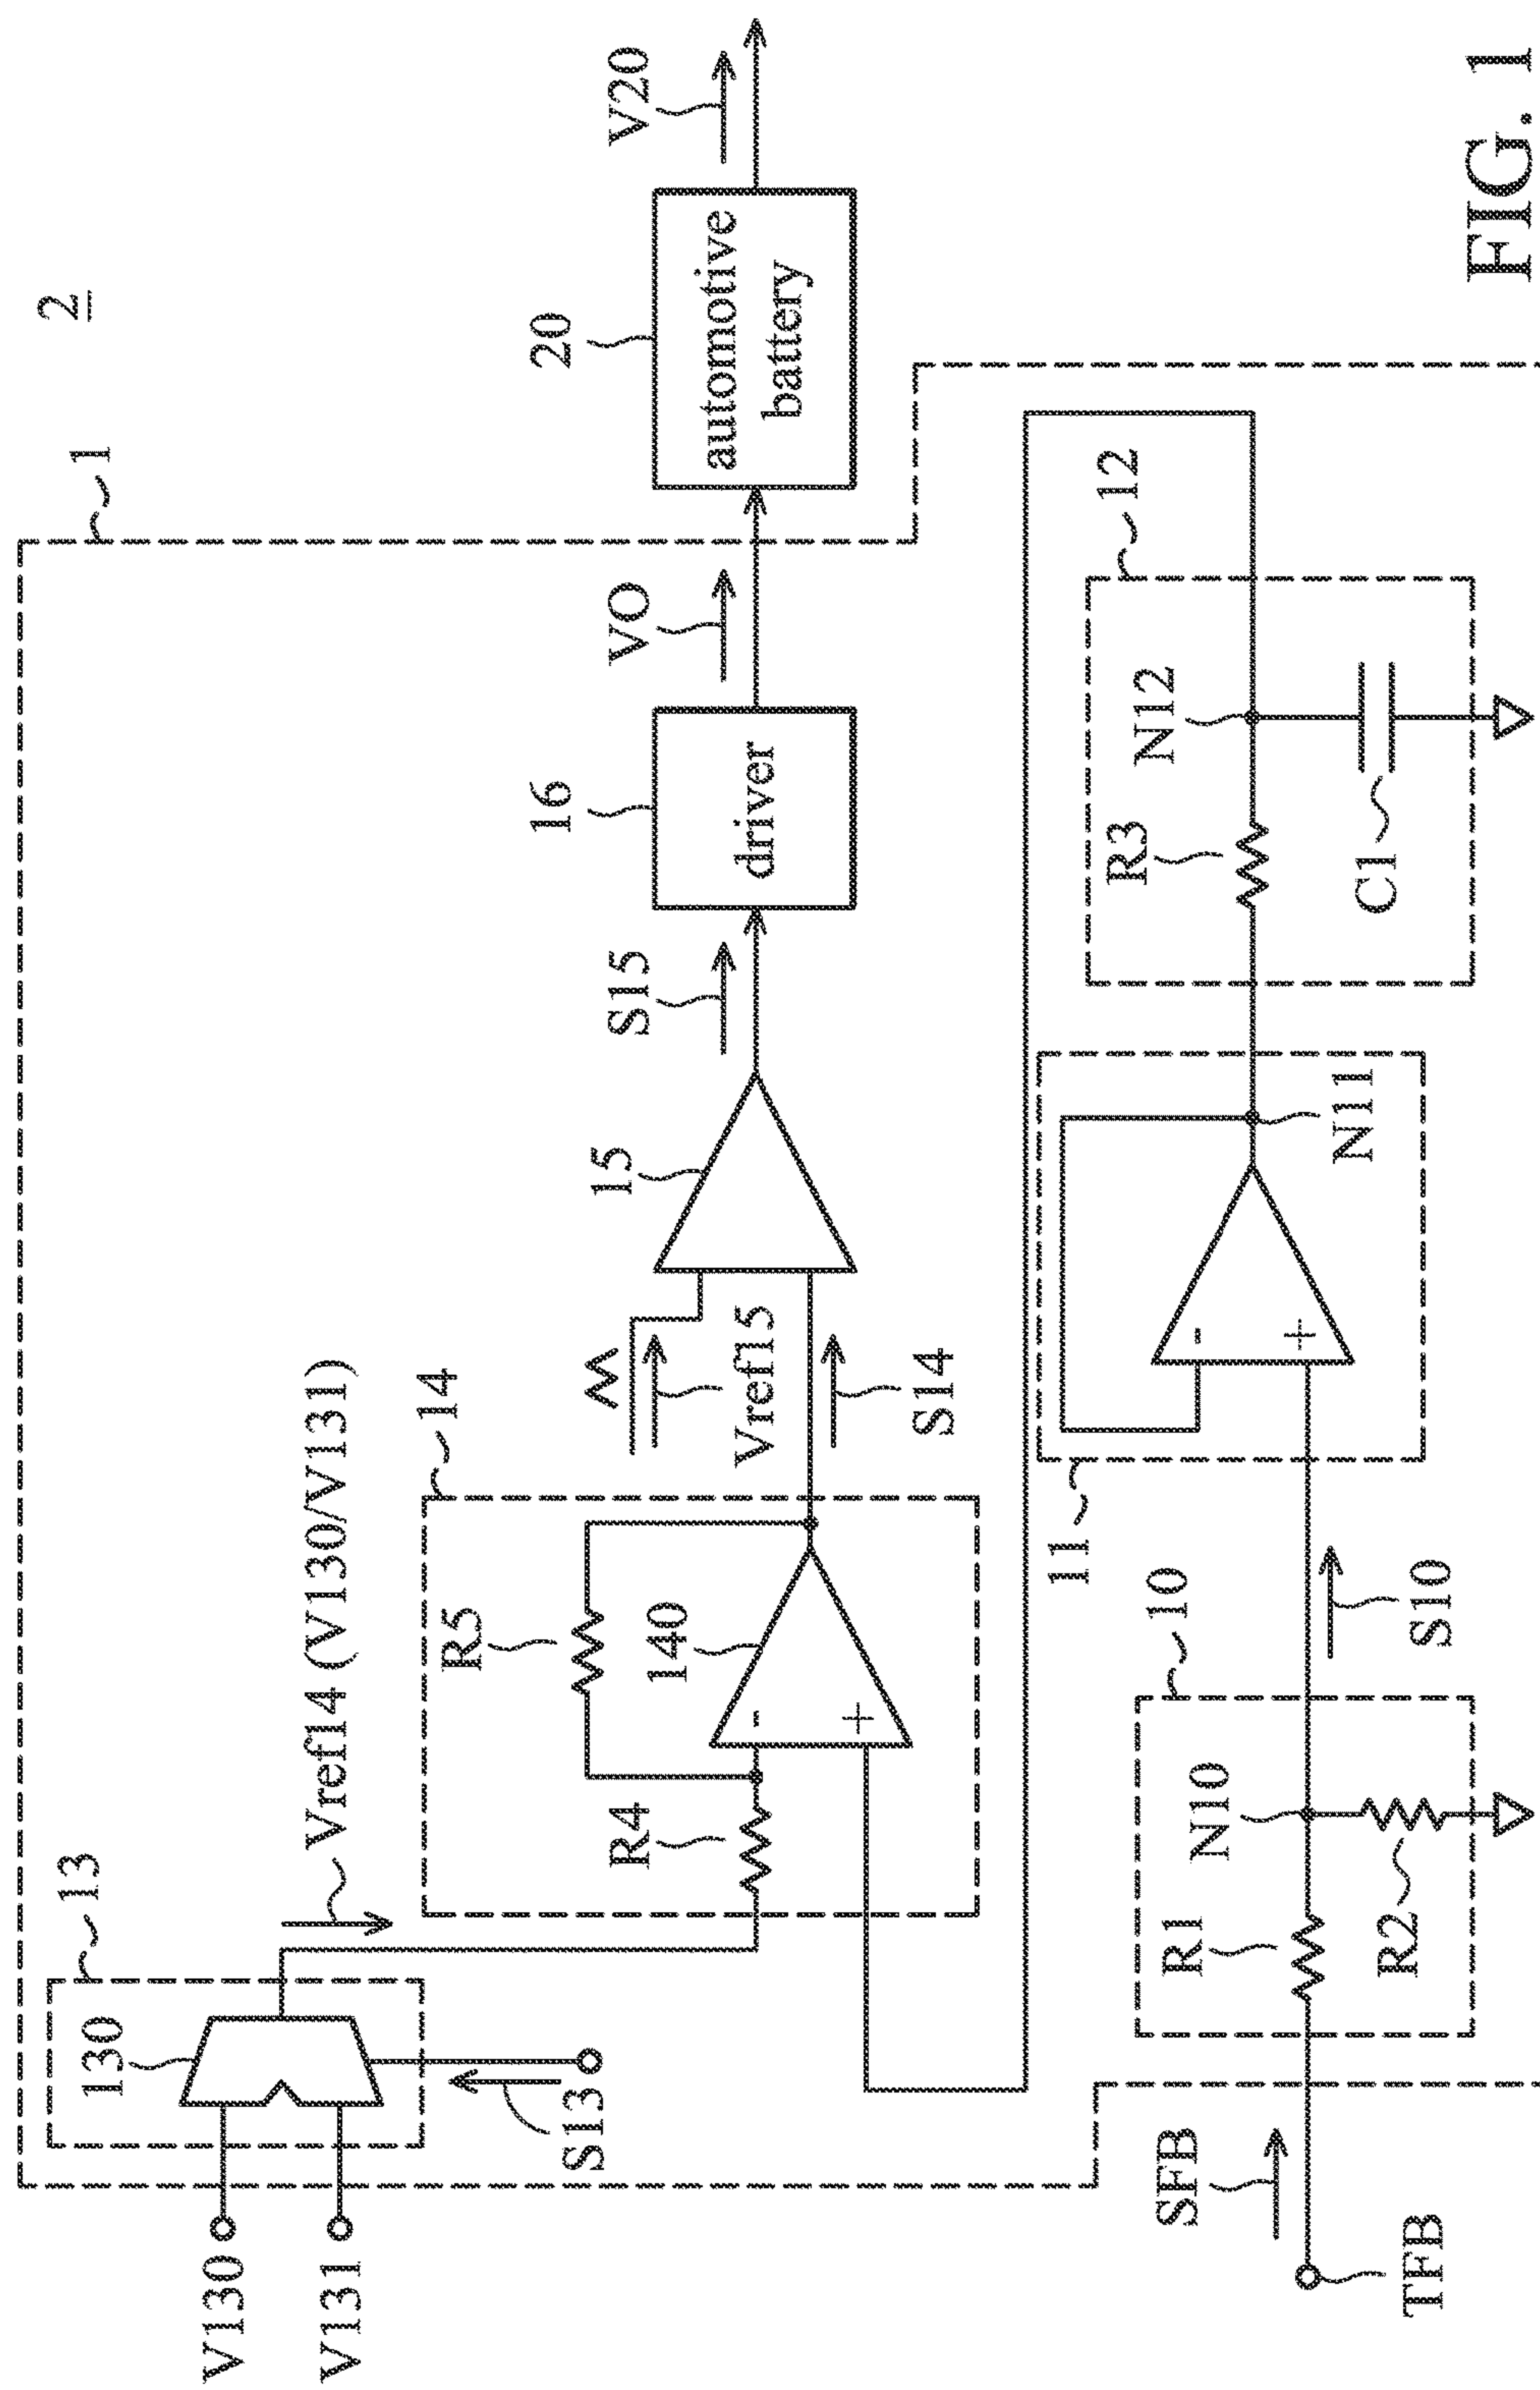 2
1
13
130
V130
V131
S13
Vref14 (V130/V131)
14
R4
R5
140
-
+
Vref15
S14
15
S15
16
driver
VO
20
automotive
battery
V20
SFB
TFB
10
R1
N10
R2
S10
11
-
+
N11
12
R3
N12
C1
FIG. 1